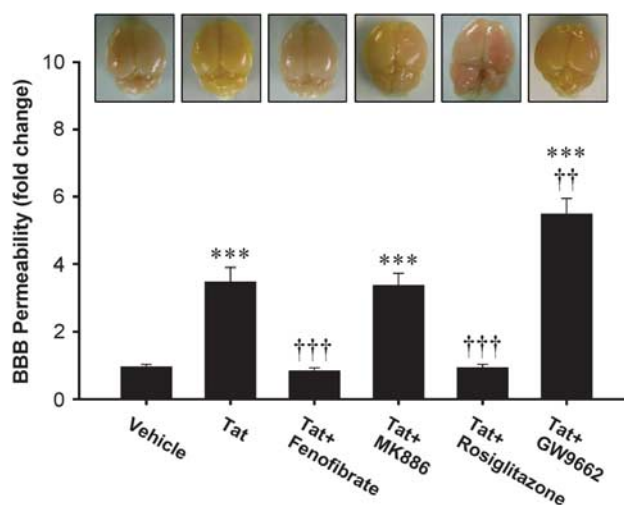 10
8
6
4
2
0
BBB Permeability (fold change)
***
†††
***
†††
***
††
Vehicle
Tat
Tat+
Fenofibrate
Tat+
MK886
Tat+
Rosiglitazone
Tat+
GW9662